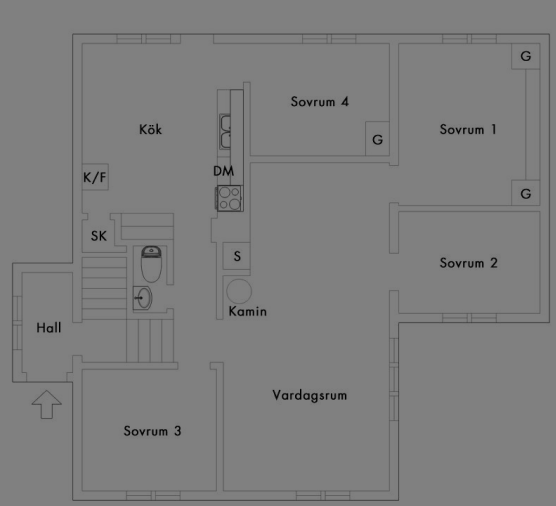 G
Sovrum 4
Kök
Sovrum 1
G
DM
K/F
G
SK
S
Sovrum 2
Kamin
Hall
Vardagsrum
Sovrum 3